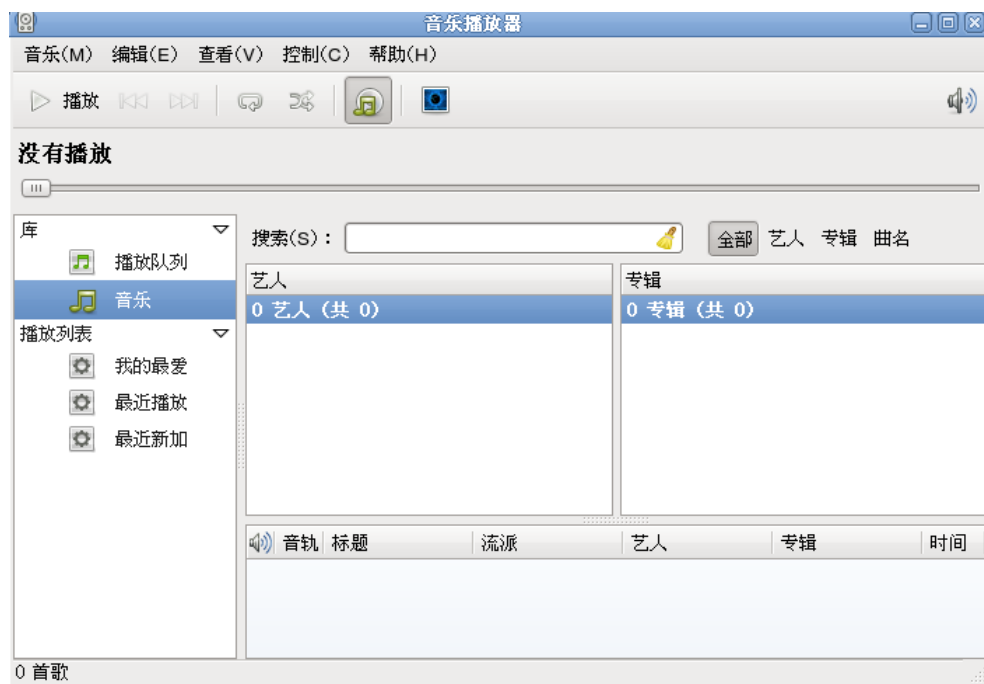 音乐播放器
音乐(M) 编辑(E) 查看(V) 控制(C) 帮助(H)
播放
没有播放
库
播放队列
音乐
播放列表
我的最爱
最近播放
最近新加
搜索(S)： 全部 艺人 专辑 曲名
艺人 专辑
0 艺人 (共 0) 0 专辑 (共 0)
音轨 标题 流派 艺人 专辑 时间
0 首歌